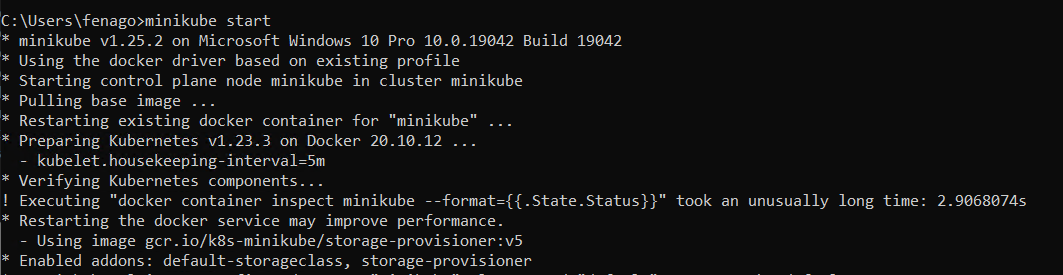 C:\Users\fenago>minikube start
* minikube v1.25.2 on Microsoft Windows 10 Pro 10.0.19042 Build 19042
* Using the docker driver based on existing profile
* Starting control plane node minikube in cluster minikube
* Pulling base image ...
* Restarting existing docker container for "minikube" ...
* Preparing Kubernetes v1.23.3 on Docker 20.10.12 ...
  - kubelet.housekeeping-interval=5m
* Verifying Kubernetes components...
! Executing "docker container inspect minikube --format={{.State.Status}}" took an unusually long time: 2.9068074s
* Restarting the docker service may improve performance.
  - Using image gcr.io/k8s-minikube/storage-provisioner:v5
* Enabled addons: default-storageclass, storage-provisioner